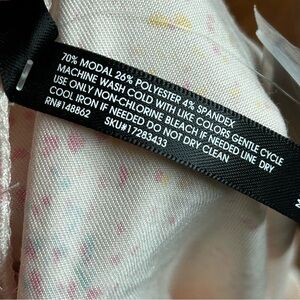 70% MODAL 26% POLYESTER 4% SPANDEX
MACHINE WASH COLD WITH LIKE COLORS GENTLE CYCLE
USE ONLY NON-CHLORINE BLEACH IF NEEDED LINE DRY
COOL IRON IF NEEDED DO NOT DRY CLEAN
RN#148862
SKU#17283433